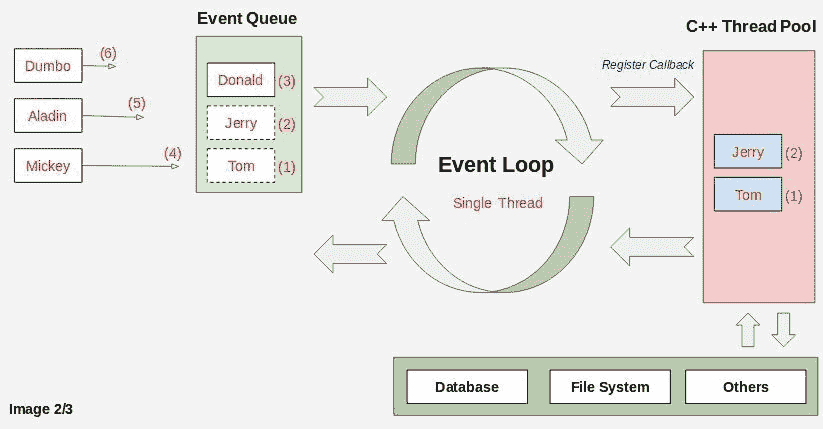 Event Queue
C++ Thread Pool
Dumbo
(6)
Aladin
(5)
Mickey
(4)
Donald
(3)
Jerry
(2)
Tom
(1)
Register Callback
Event Loop
Single Thread
Jerry
(2)
Tom
(1)
Database
File System
Others
Image 2/3